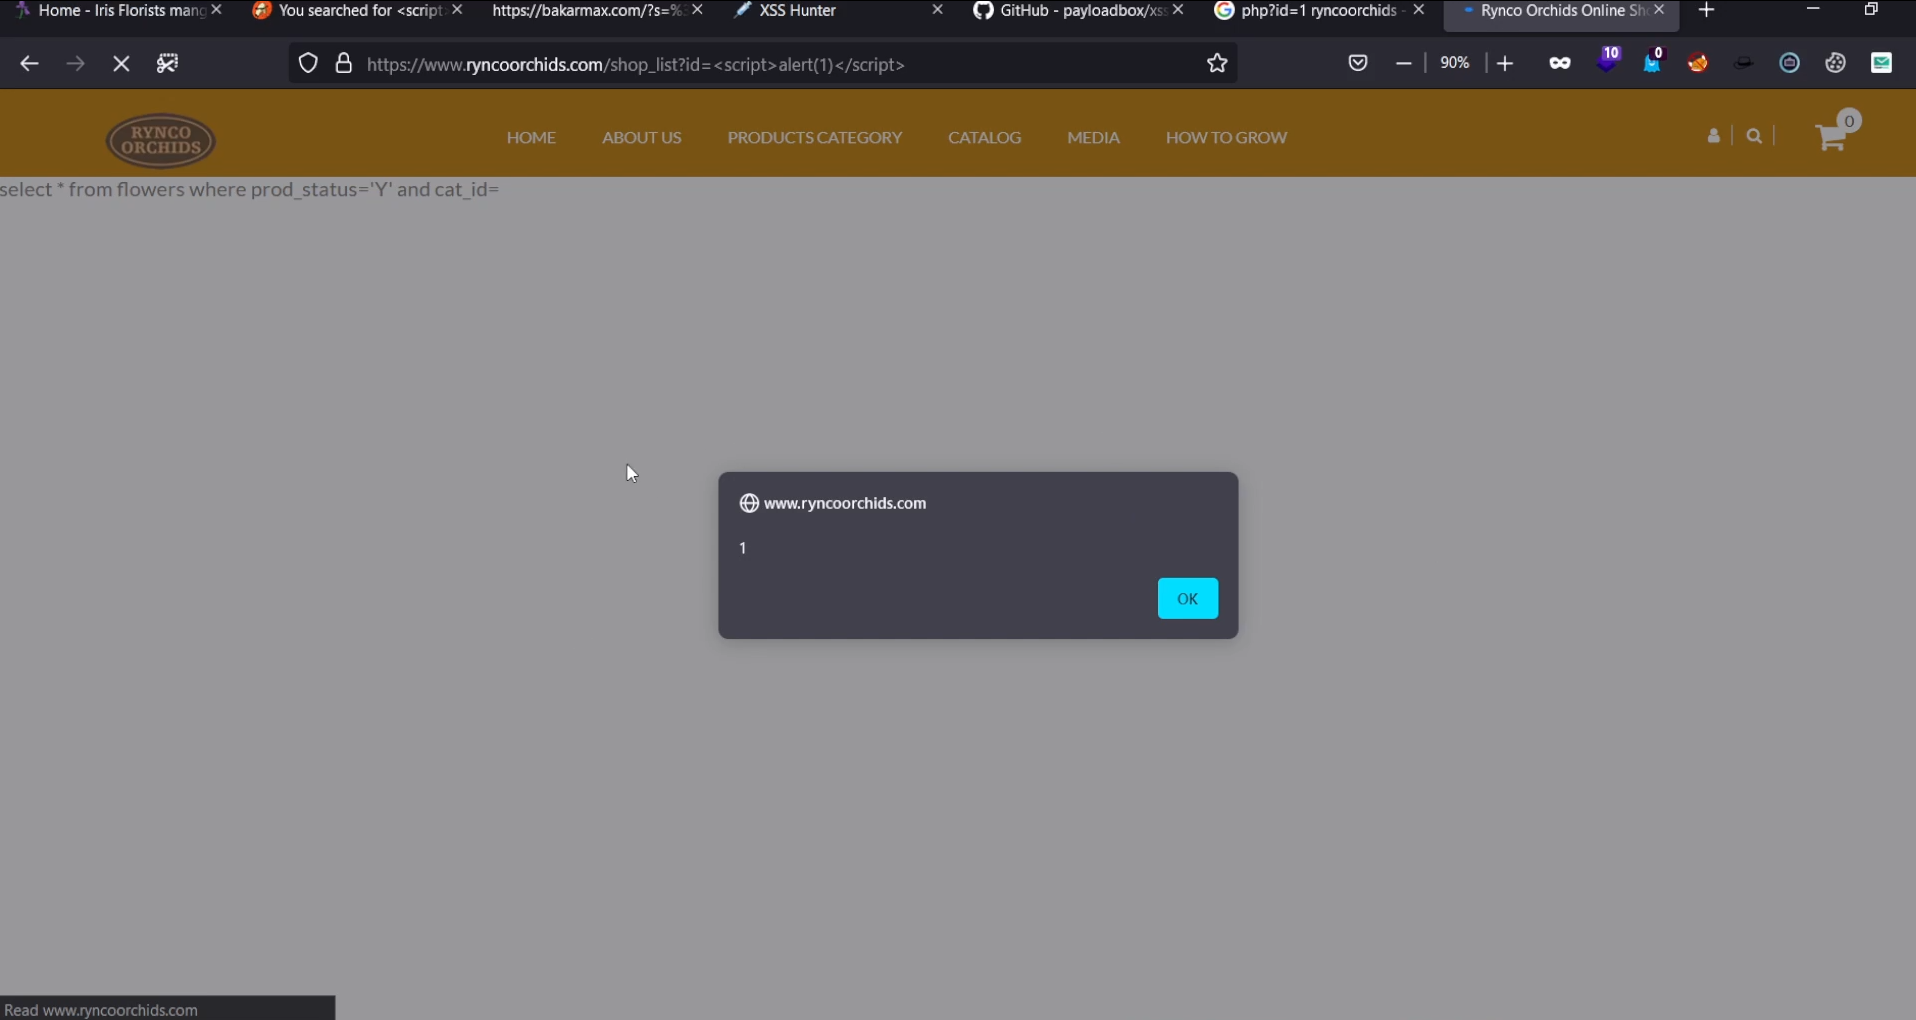 Home - Iris Florists mang
You searched for <script
https://bakarmax.com/?s=%3
XSS Hunter
GitHub - payloadbox/xss
php?id=1 ryncoorchids -
Rynco Orchids Online Sho
https://www.ryncoorchids.com/shop_list?id=<script>alert(1)</script>
90%
10
0
RYNCO
ORCHIDS
HOME
ABOUT US
PRODUCTS CATEGORY
CATALOG
MEDIA
HOW TO GROW
0
select * from flowers where prod_status='Y' and cat_id=
www.ryncoorchids.com
1
OK
Read www.ryncoorchids.com